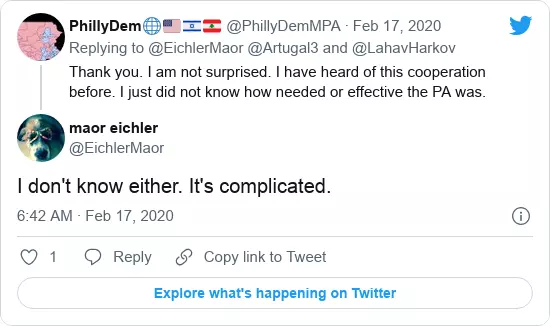 PhillyDem🌐🇺🇸🇮🇱🇱🇧 @PhillyDemMPA · Feb 17, 2020
Replying to @EichlerMaor @Artugal3 and @LahavHarkov
Thank you. I am not surprised. I have heard of this cooperation
before. I just did not know how needed or effective the PA was.
maor eichler
@EichlerMaor
I don't know either. It's complicated.
6:42 AM · Feb 17, 2020
1 Reply Copy link to Tweet
Explore what's happening on Twitter